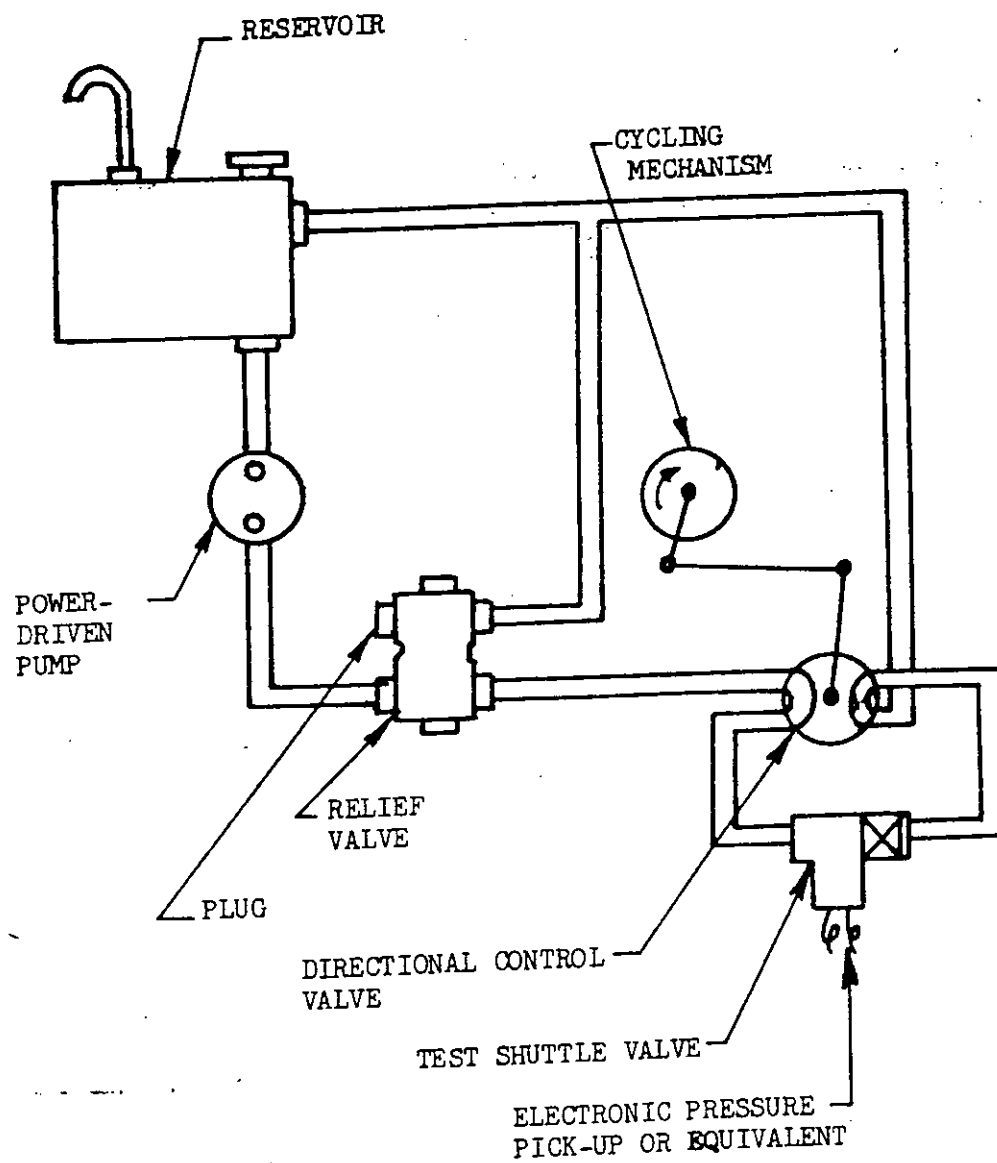 RESERVOIR
CYCLING
MECHANISM
POWER-
DRIVEN
PUMP
RELIEF
VALVE
PLUG
DIRECTIONAL CONTROL
VALVE
TEST SHUTTLE VALVE
ELECTRONIC PRESSURE
PICK-UP OR EQUIVALENT